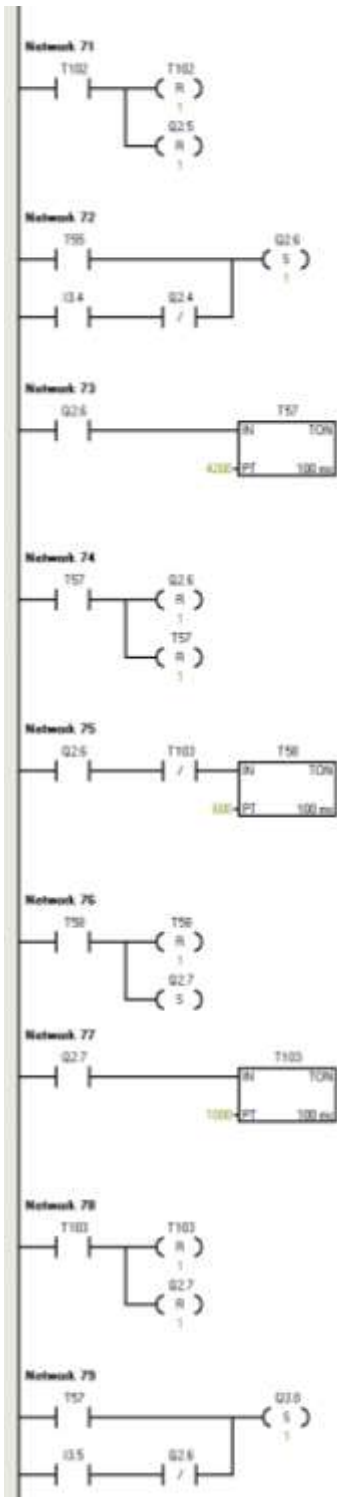 Network 71
T102 T102
R
1
Q2.5
R
1
Network 72
T55 Q2.6
S
1
I3.4 Q2.4
/
Network 73
Q2.6 T57
IN TON
4200 PT 100 ms
Network 74
T57 Q2.6
R
1
T57
R
1
Network 75
Q2.6 T103 T58
/ IN TON
600 PT 100 ms
Network 76
T58
R
1
Q2.7
S
Network 77
Q2.7 T103
IN TON
1000 PT 100 ms
Network 78
T103 T103
R
1
Q2.7
R
1
Network 79
T57 Q3.0
S
1
I3.5 Q2.6
/